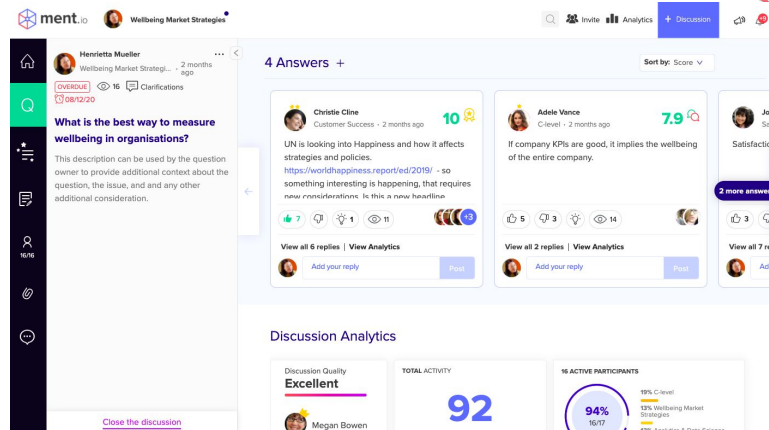 ment.io
Wellbeing Market Strategies
Invite
Analytics
+ Discussion
+9
Henrietta Mueller
Wellbeing Market Strategi... • 2 months ago
OVERDUE
16
Clarifications
08/12/20
What is the best way to measure
wellbeing in organisations?
This description can be used by the question
owner to provide additional context about the
question, the issue, and and any other
additional consideration.
16/16
Close the discussion
4 Answers +
Sort by: Score
Christie Cline
Customer Success • 2 months ago
10
UN is looking into Happiness and how it affects
strategies and policies.
https://worldhappiness.report/ed/2019/ - so
something interesting is happening, that requires
new considerations. Is this a new headline
7
1
11
+3
View all 6 replies | View Analytics
Add your reply
Post
Adele Vance
C-level • 2 months ago
7.9
If company KPIs are good, it implies the wellbeing
of the entire company.
5
3
14
View all 2 replies | View Analytics
Add your reply
Post
Jo
Sa
Satisfactio
2 more answer
3
View all 7 r
Ad
Discussion Analytics
Discussion Quality
Excellent
Megan Bowen
TOTAL ACTIVITY
92
16 ACTIVE PARTICIPANTS
94%
16/17
19% C-level
13% Wellbeing Market
Strategies